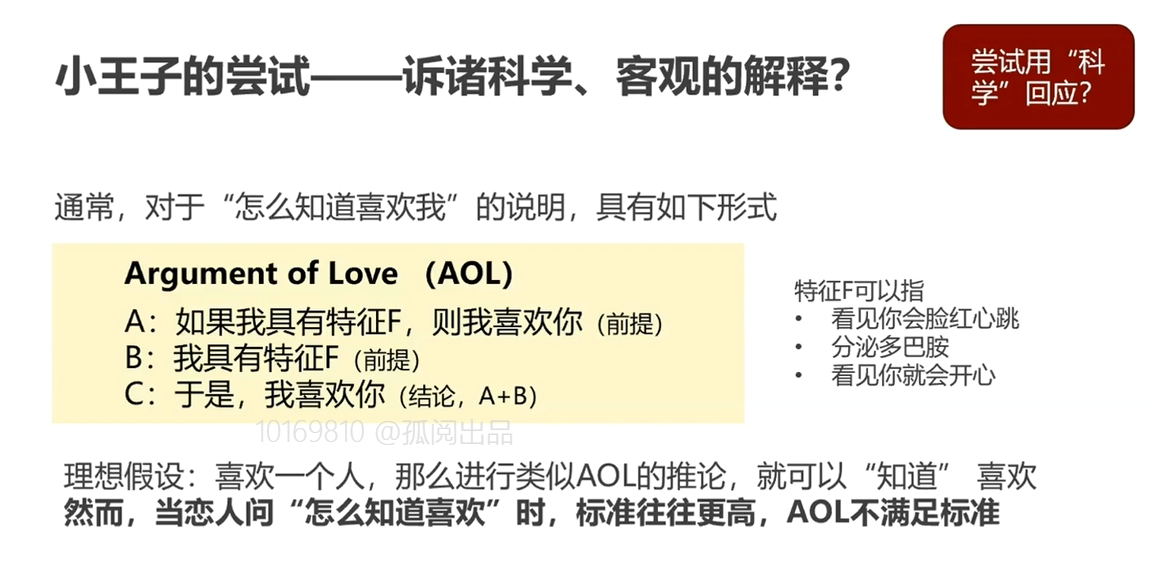 小王子的尝试——诉诸科学、客观的解释？
尝试用“科
学”回应？
通常，对于“怎么知道喜欢我”的说明，具有如下形式
Argument of Love （AOL）
A：如果我具有特征F，则我喜欢你（前提）
B：我具有特征F（前提）
C：于是，我喜欢你（结论，A+B）
特征F可以指
• 看见你会脸红心跳
• 分泌多巴胺
• 看见你就会开心
10169810 @孤阅出品
理想假设：喜欢一个人，那么进行类似AOL的推论，就可以“知道” 喜欢
然而，当恋人问“怎么知道喜欢”时，标准往往更高，AOL不满足标准